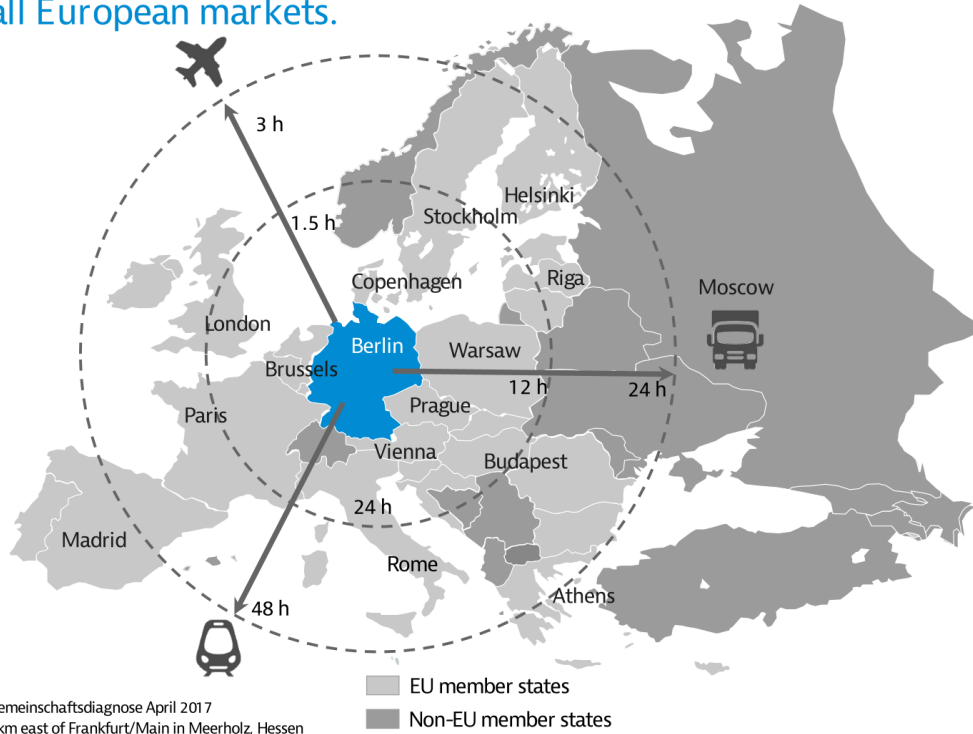 all European markets.
3 h
1.5 h
Helsinki
Stockholm
Copenhagen
Riga
Moscow
London
Berlin
Warsaw
Brussels
12 h
24 h
Paris
Prague
Vienna
Budapest
24 h
Madrid
Rome
Athens
48 h
EU member states
Non-EU member states
emeinschaftsdiagnose April 2017
km east of Frankfurt/Main in Meerholz. Hessen